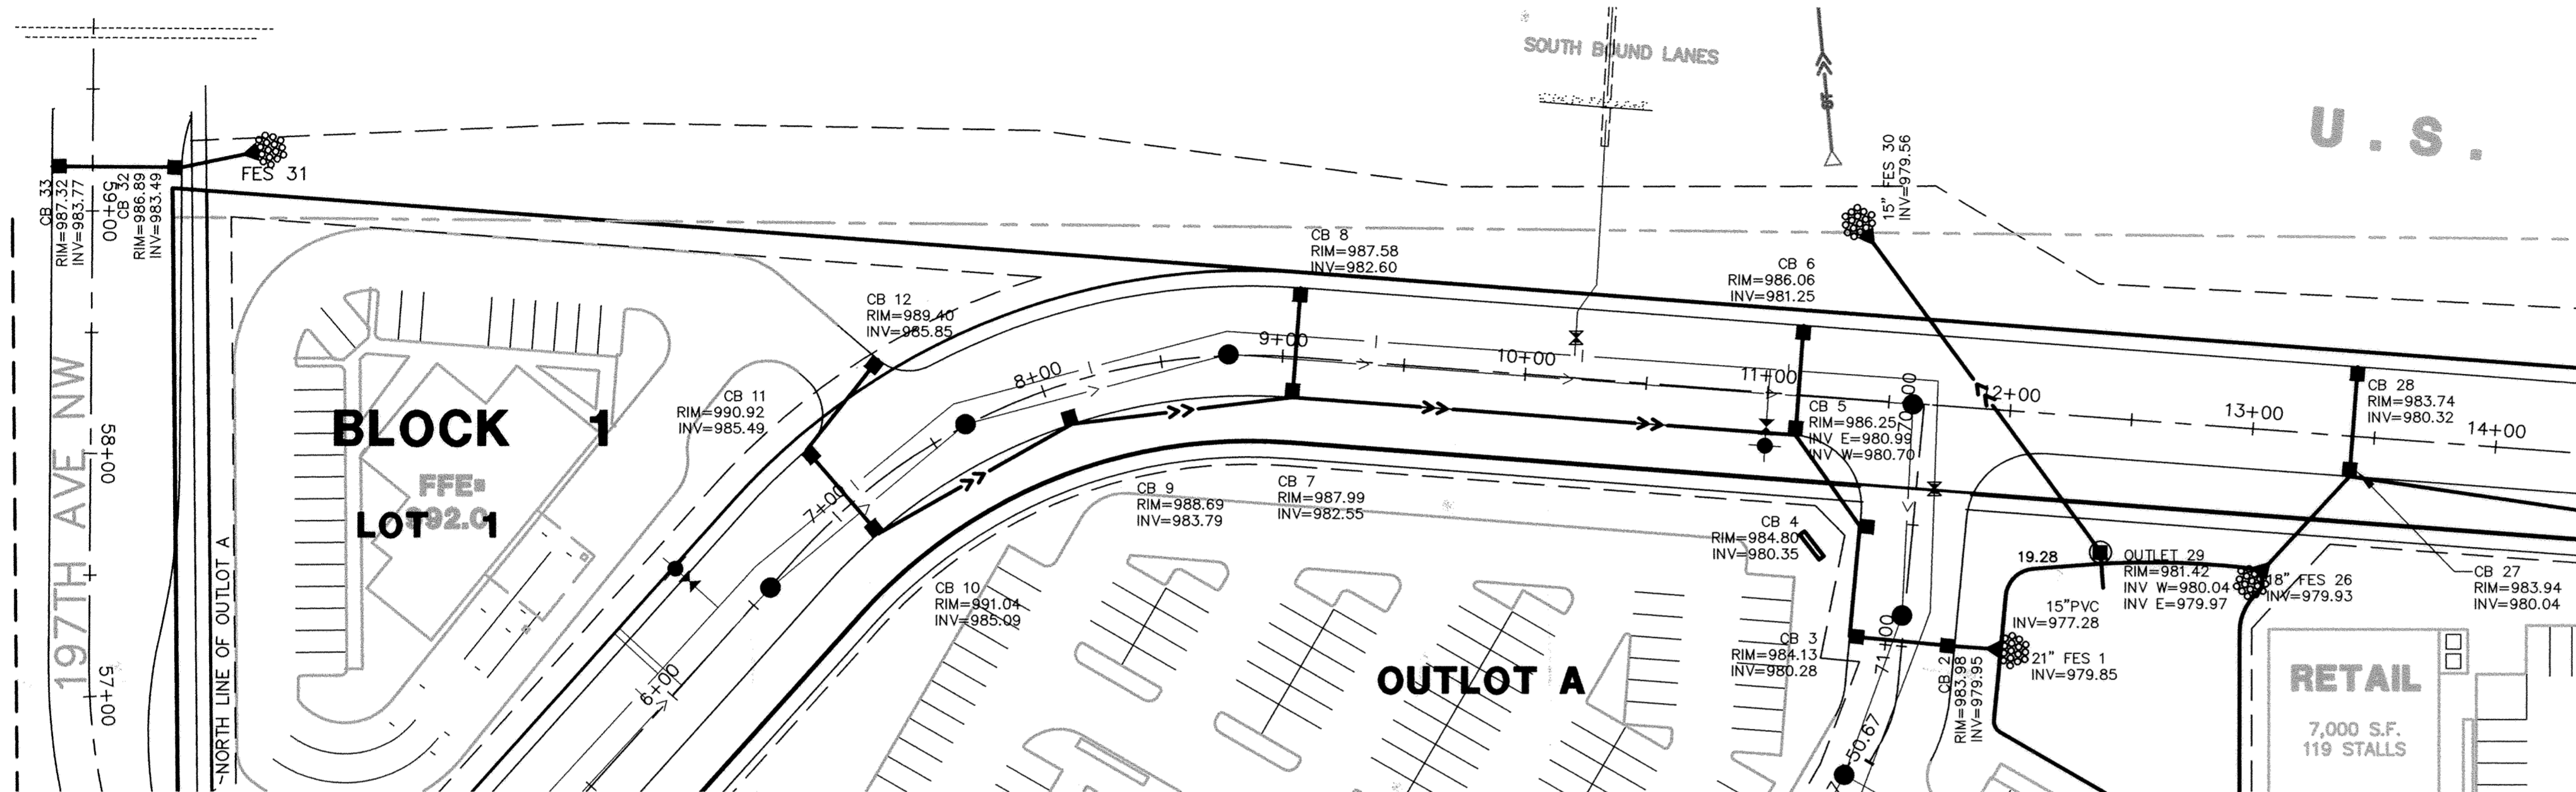 SOUTH BOUND LANES
ST
U.S.
15" FES 30
INV=979.56
FES 31
CB 33
RIM=987.32
INV=983.77
59+00
CB 32
RIM=986.89
INV=983.49
CB 8
RIM=987.58
INV=982.60
CB 6
RIM=986.06
INV=981.25
CB 12
RIM=989.40
INV=985.85
9+00
10+00
11+00
12+00
13+00
14+00
8+00
7+00
6+00
CB 28
RIM=983.74
INV=980.32
CB 11
RIM=990.92
INV=985.49
CB 5
RIM=986.25
INV E=980.99
INV W=980.70
70+00
BLOCK 1
LOT 1
197TH AVE NW
58+00
57+00
NORTH LINE OF OUTLOT A
CB 9
RIM=988.69
INV=983.79
CB 7
RIM=987.99
INV=982.55
CB 10
RIM=991.04
INV=985.09
CB 4
RIM=984.80
INV=980.35
19.28
OUTLET 29
RIM=981.42
INV W=980.04
INV E=979.97
18" FES 26
INV=979.93
CB 27
RIM=983.94
INV=980.04
15"PVC
INV=977.28
CB 3
RIM=984.13
INV=980.28
71+00
CB 2
RIM=983.98
INV=979.95
21" FES 1
INV=979.85
50.67
OUTLOT A
RETAIL
7,000 S.F.
119 STALLS